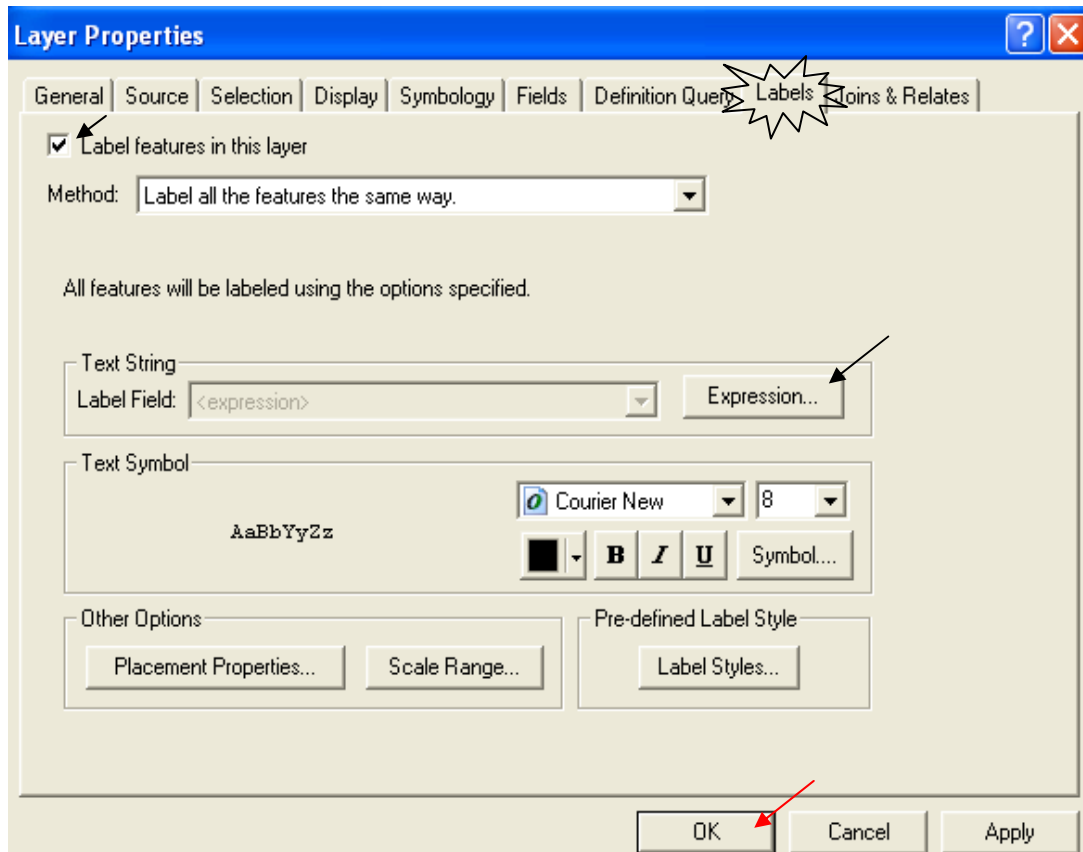 Layer Properties
General Source Selection Display Symbology Fields Definition Query Labels Joins & Relates
Label features in this layer
Method: Label all the features the same way.
All features will be labeled using the options specified.
Text String
Label Field: <expression> Expression...
Text Symbol
AaBbYyZz
Courier New 8
B I U Symbol....
Other Options
Placement Properties... Scale Range...
Pre-defined Label Style
Label Styles...
OK Cancel Apply